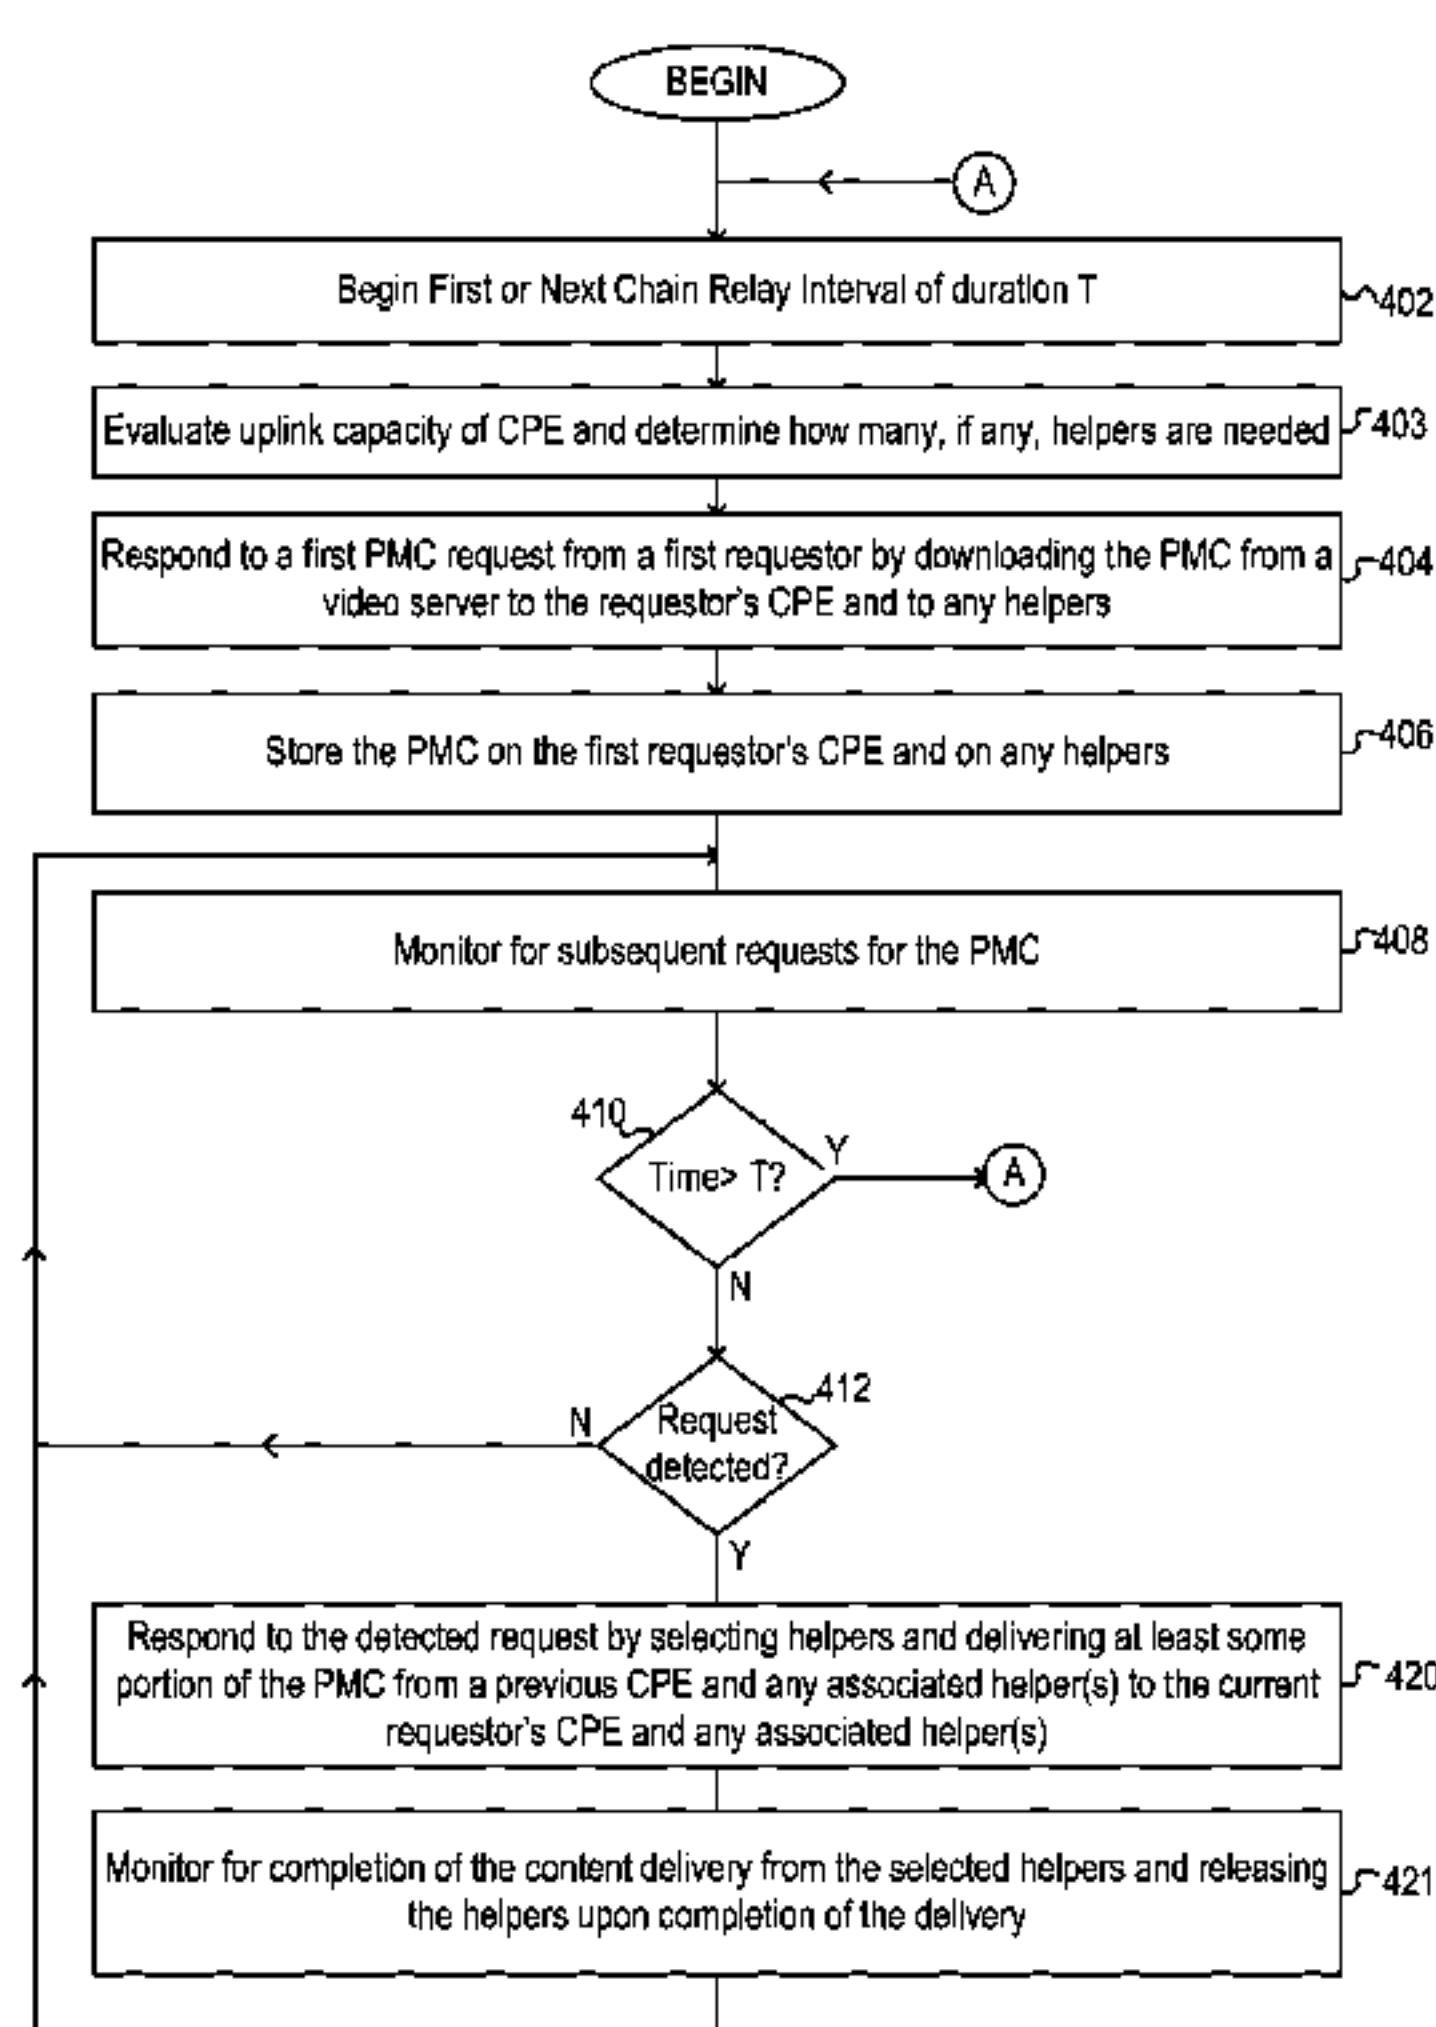 BEGIN
A
Begin First or Next Chain Relay Interval of duration T
402
Evaluate uplink capacity of CPE and determine how many, if any, helpers are needed
403
Respond to a first PMC request from a first requestor by downloading the PMC from a
video server to the requestor's CPE and to any helpers
404
Store the PMC on the first requestor's CPE and on any helpers
406
Monitor for subsequent requests for the PMC
408
410
Time> T?
Y
A
N
412
N
Request
detected?
Y
Respond to the detected request by selecting helpers and delivering at least some
portion of the PMC from a previous CPE and any associated helper(s) to the current
requestor's CPE and any associated helper(s)
420
Monitor for completion of the content delivery from the selected helpers and releasing
the helpers upon completion of the delivery
421